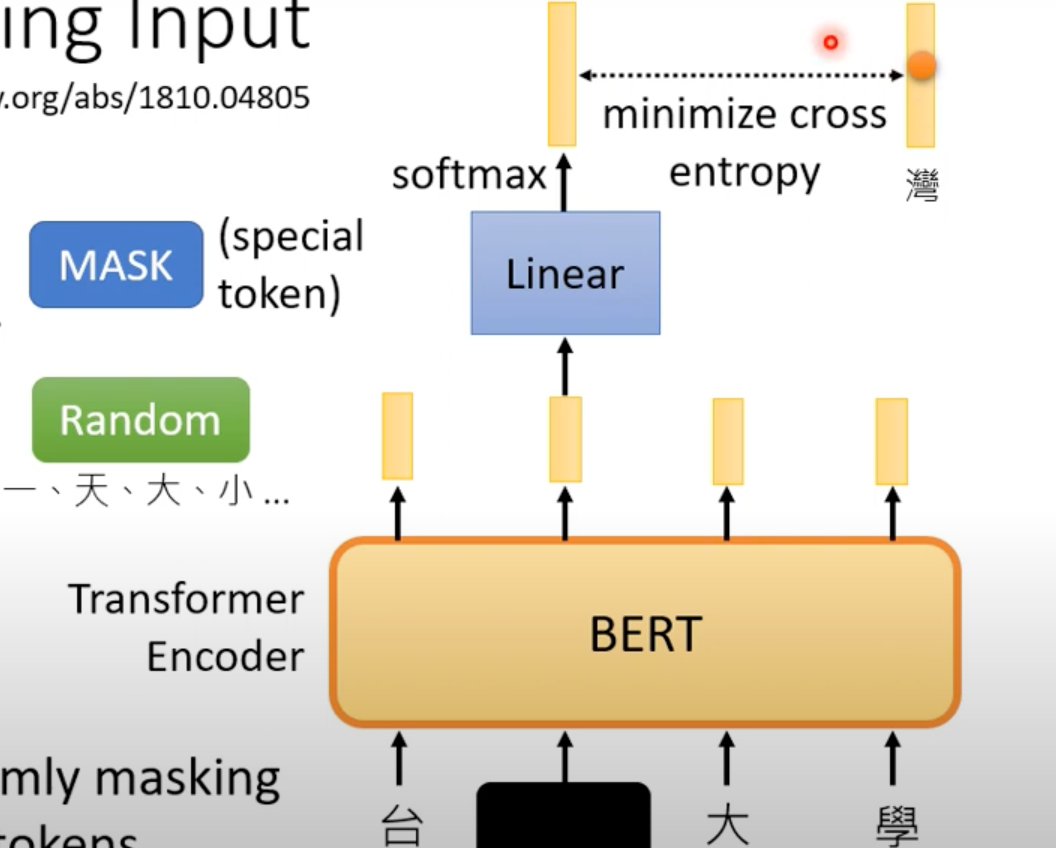 ing Input
.org/abs/1810.04805
minimize cross
entropy
灣
softmax
MASK
(special
token)
Linear
Random
一、天、大、小 ...
Transformer
Encoder
BERT
mly masking
tokens
台
大
學